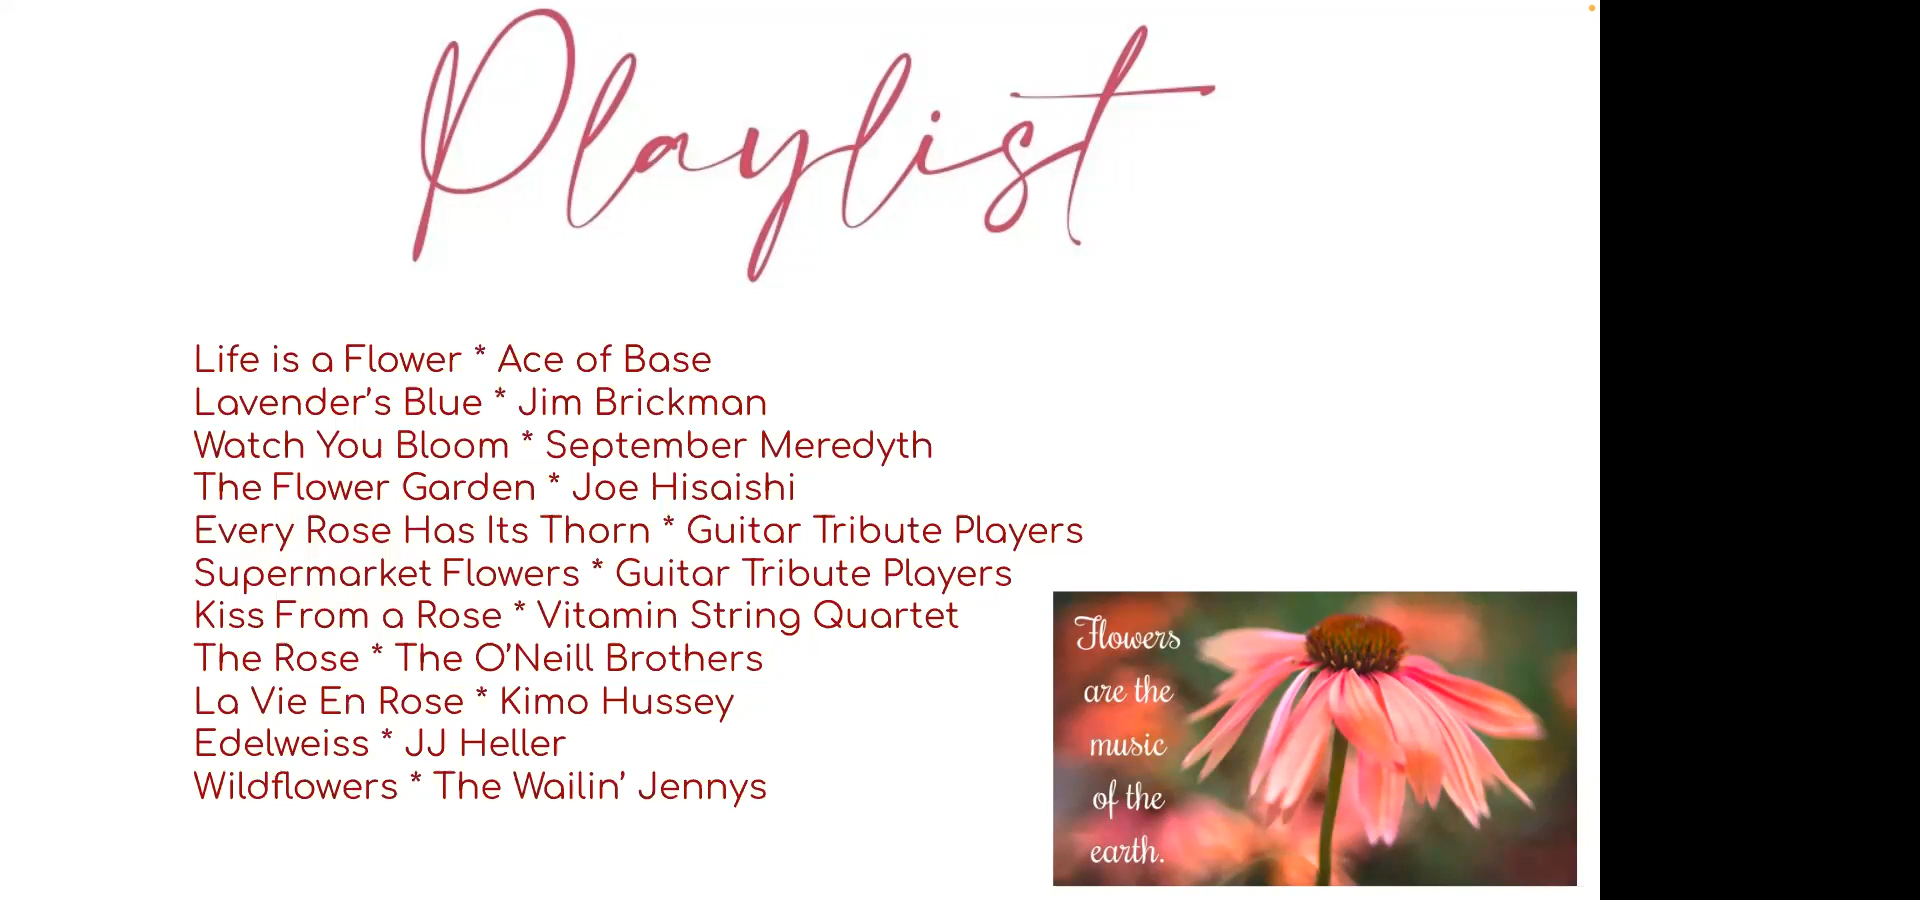 Playlist
Life is a Flower * Ace of Base
Lavender’s Blue * Jim Brickman
Watch You Bloom * September Meredyth
The Flower Garden * Joe Hisaishi
Every Rose Has Its Thorn * Guitar Tribute Players
Supermarket Flowers * Guitar Tribute Players
Kiss From a Rose * Vitamin String Quartet
The Rose * The O’Neill Brothers
La Vie En Rose * Kimo Hussey
Edelweiss * JJ Heller
Wildflowers * The Wailin’ Jennys
Flowers
are the
music
of the
earth.